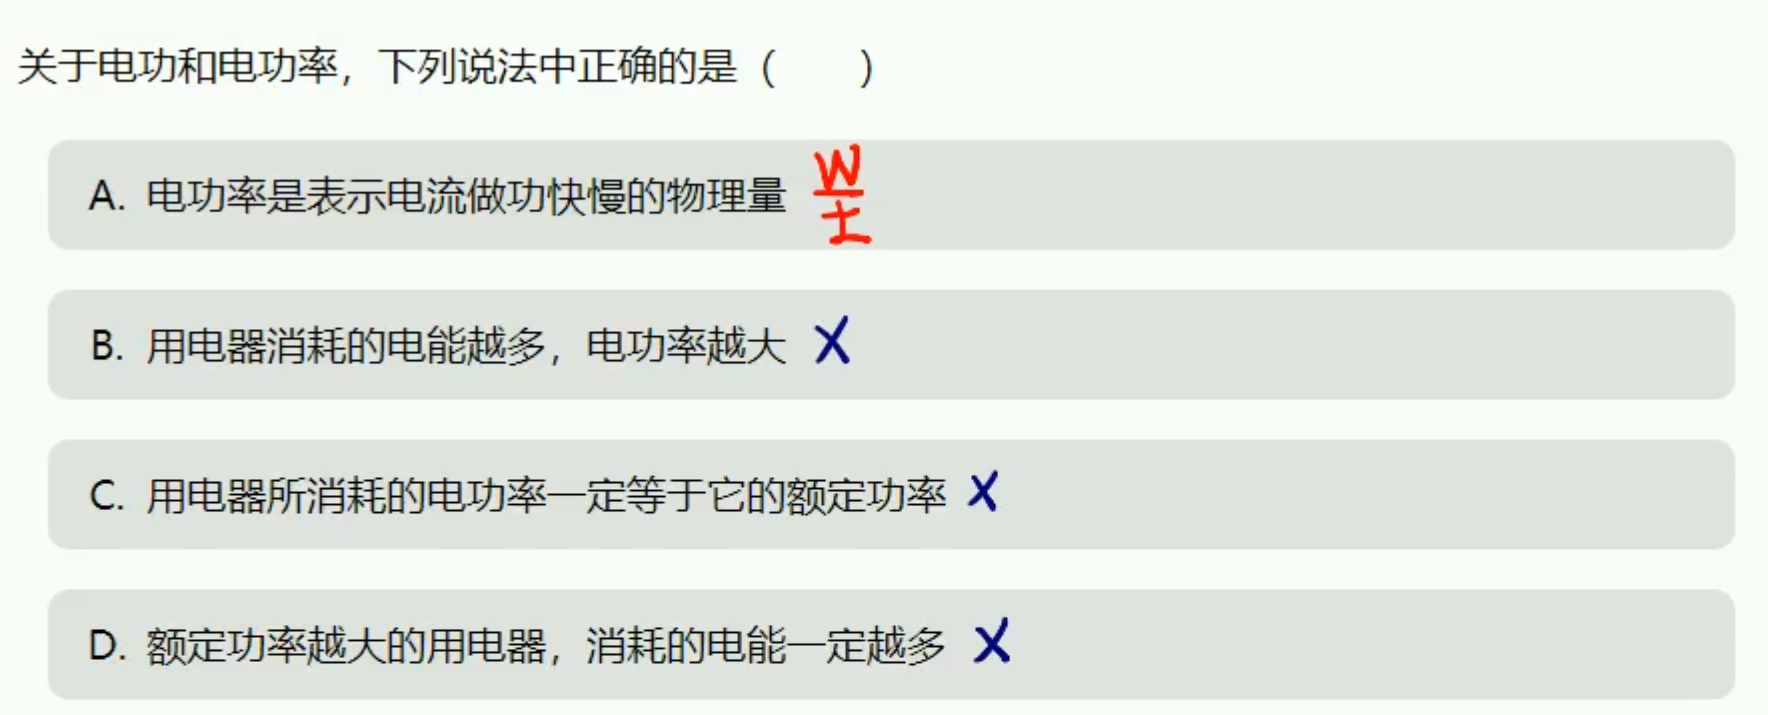 关于电功和电功率，下列说法中正确的是（　　）
A. 电功率是表示电流做功快慢的物理量 W/t
B. 用电器消耗的电能越多，电功率越大 X
C. 用电器所消耗的电功率一定等于它的额定功率 X
D. 额定功率越大的用电器，消耗的电能一定越多 X